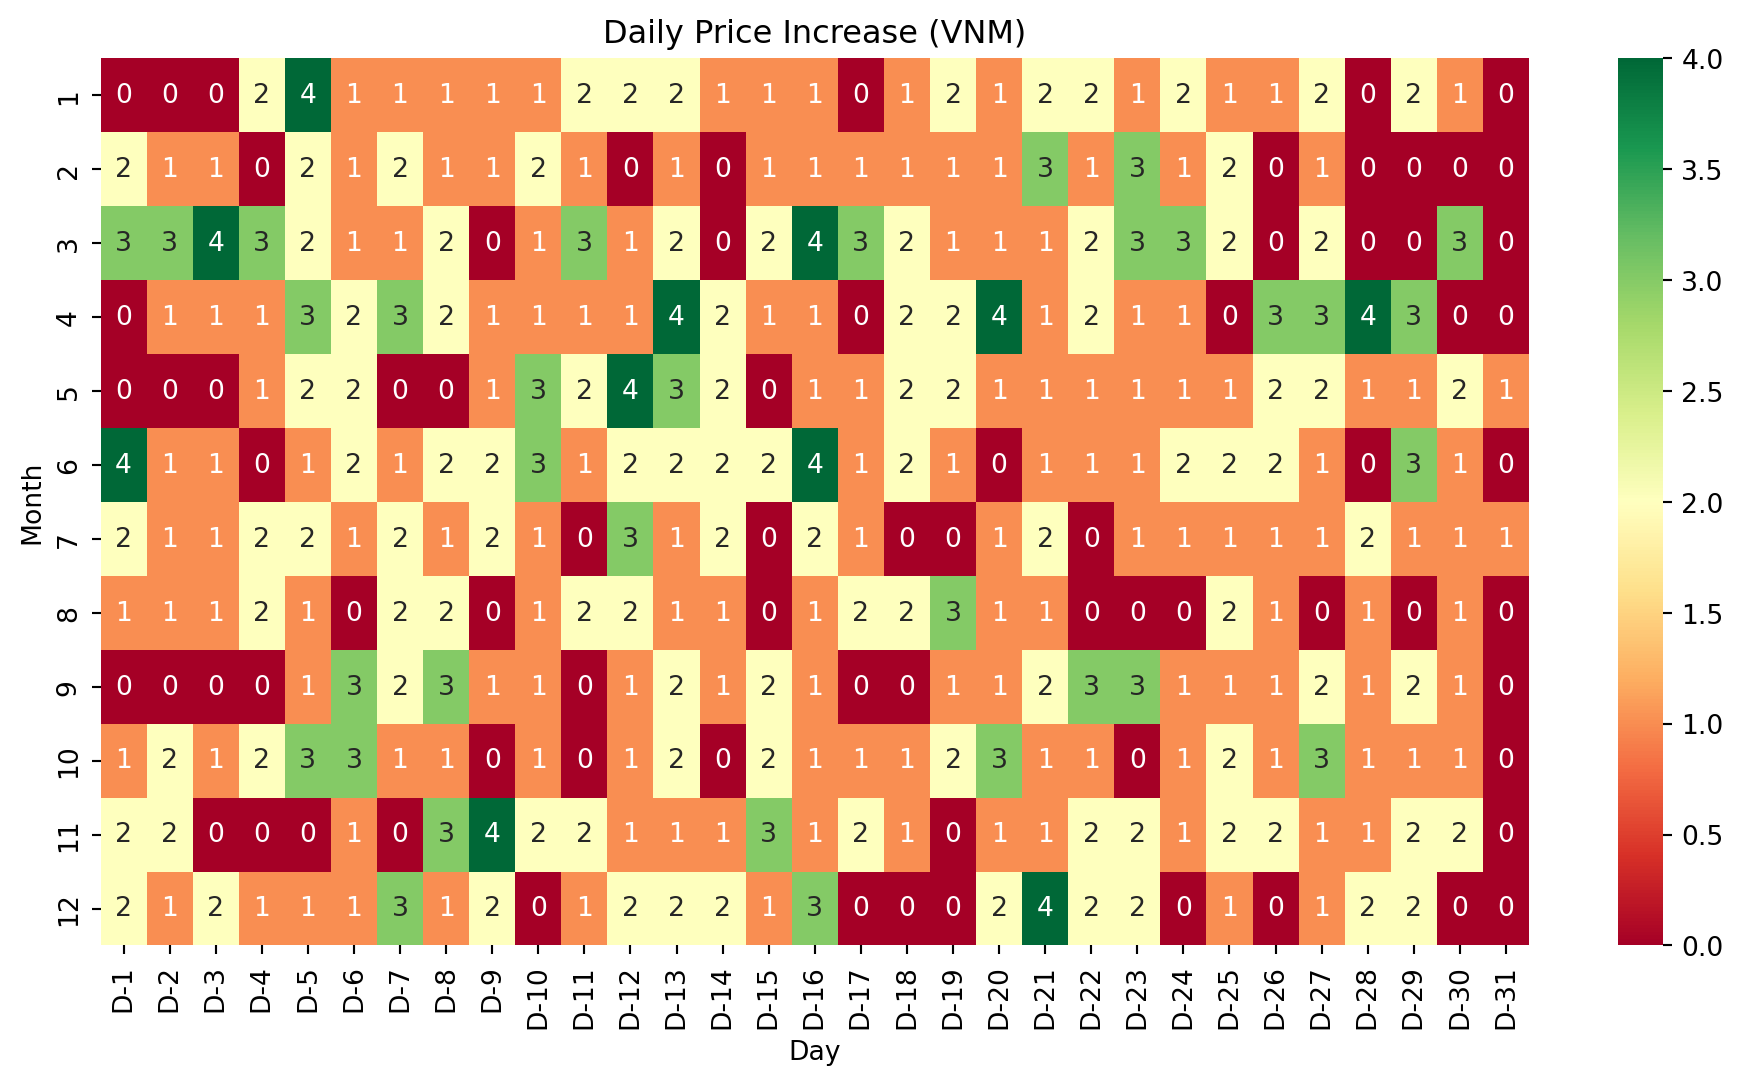 Daily Price Increase (VNM)
1 0 0 0 2 4 1 1 1 1 1 2 2 2 1 1 1 0 1 2 1 2 2 1 2 1 1 2 0 2 1 0
2 2 1 1 0 2 1 2 1 1 2 1 0 1 0 1 1 1 1 1 1 3 1 3 1 2 0 1 0 0 0 0
3 3 3 4 3 2 1 1 2 0 1 3 1 2 0 2 4 3 2 1 1 1 2 3 3 2 0 2 0 0 3 0
4 0 1 1 1 3 2 3 2 1 1 1 1 4 2 1 1 0 2 2 4 1 2 1 1 0 3 3 4 3 0 0
5 0 0 0 1 2 2 0 0 1 3 2 4 3 2 0 1 1 2 2 1 1 1 1 1 1 2 2 1 1 2 1
6 4 1 1 0 1 2 1 2 2 3 1 2 2 2 2 4 1 2 1 0 1 1 1 2 2 2 1 0 3 1 0
7 2 1 1 2 2 1 2 1 2 1 0 3 1 2 0 2 1 0 0 1 2 0 1 1 1 1 1 2 1 1 1
8 1 1 1 2 1 0 2 2 0 1 2 2 1 1 0 1 2 2 3 1 1 0 0 0 2 1 0 1 0 1 0
9 0 0 0 0 1 3 2 3 1 1 0 1 2 1 2 1 0 0 1 1 2 3 3 1 1 1 2 1 2 1 0
10 1 2 1 2 3 3 1 1 0 1 0 1 2 0 2 1 1 1 2 3 1 1 0 1 2 1 3 1 1 1 0
11 2 2 0 0 0 1 0 3 4 2 2 1 1 1 3 1 2 1 0 1 1 2 2 1 2 2 1 1 2 2 0
12 2 1 2 1 1 1 3 1 2 0 1 2 2 2 1 3 0 0 0 2 4 2 2 0 1 0 1 2 2 0 0
Month
D-1 D-2 D-3 D-4 D-5 D-6 D-7 D-8 D-9 D-10 D-11 D-12 D-13 D-14 D-15 D-16 D-17 D-18 D-19 D-20 D-21 D-22 D-23 D-24 D-25 D-26 D-27 D-28 D-29 D-30 D-31
Day
4.0
3.5
3.0
2.5
2.0
1.5
1.0
0.5
0.0